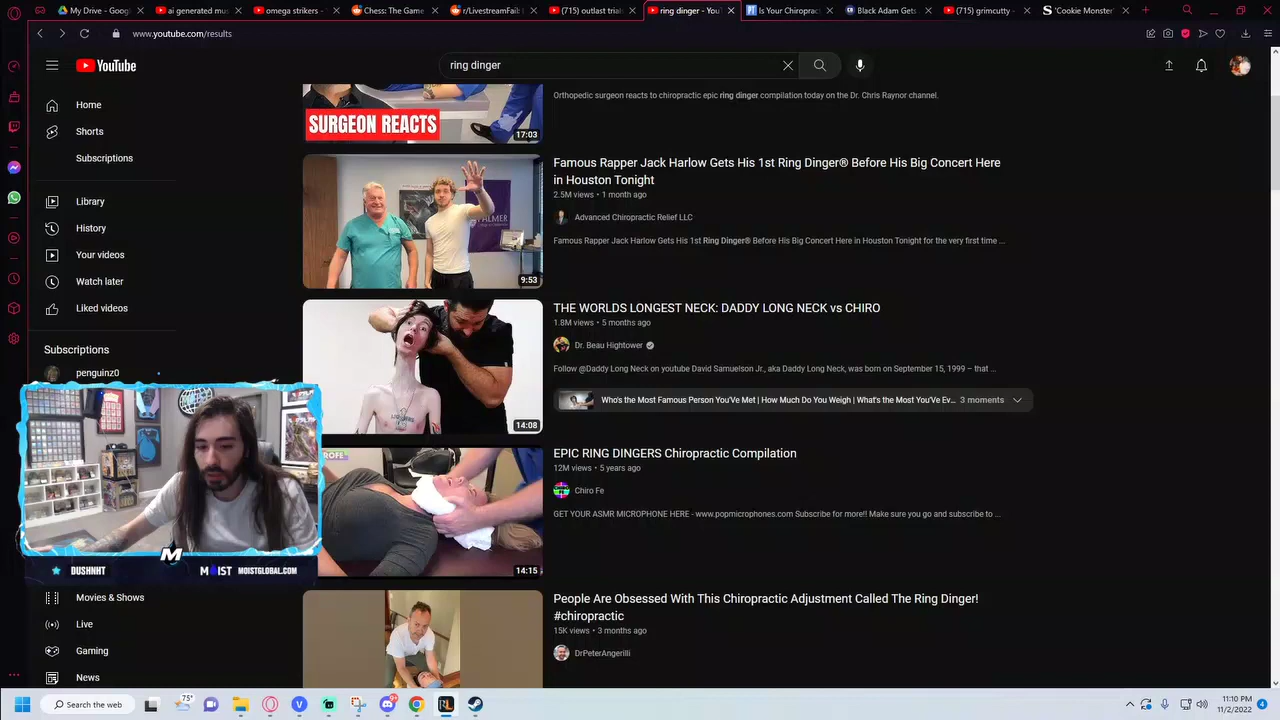 My Drive - Goo
ai generated mus
omega strikers -
Chess: The Game
r/LivestreamFail:
(715) outlast trials
ring dinger - You
Is Your Chiroprac
Black Adam Gets
(715) grimcutty -
Cookie Monster
www.youtube.com/results
YouTube
ring dinger
Home
Shorts
Subscriptions
Library
History
Your videos
Watch later
Liked videos
Subscriptions
penguinz0
Movies & Shows
Live
Gaming
News
SURGEON REACTS
17:03
Orthopedic surgeon reacts to chiropractic epic ring dinger compilation today on the Dr. Chris Raynor channel.
PALMER
9:53
Famous Rapper Jack Harlow Gets His 1st Ring Dinger® Before His Big Concert Here
in Houston Tonight
2.5M views • 1 month ago
Advanced Chiropractic Relief LLC
Famous Rapper Jack Harlow Gets His 1st Ring Dinger® Before His Big Concert Here in Houston Tonight for the very first time ...
14:08
THE WORLDS LONGEST NECK: DADDY LONG NECK vs CHIRO
1.8M views • 5 months ago
Dr. Beau Hightower
Follow @Daddy Long Neck on youtube David Samuelson Jr., aka Daddy Long Neck, was born on September 15, 1999 – that ...
Who's the Most Famous Person You'Ve Met | How Much Do You Weigh | What's the Most You'Ve Ev... 3 moments
14:15
EPIC RING DINGERS Chiropractic Compilation
12M views • 5 years ago
Chiro Fe
GET YOUR ASMR MICROPHONE HERE - www.popmicrophones.com Subscribe for more!! Make sure you go and subscribe to ...
People Are Obsessed With This Chiropractic Adjustment Called The Ring Dinger!
#chiropractic
15K views • 3 months ago
DrPeterAngerilli
M
DUSHNHT
MOIST MOISTGLOBAL.COM
Search the web
75°
11:10 PM
11/2/2022
4